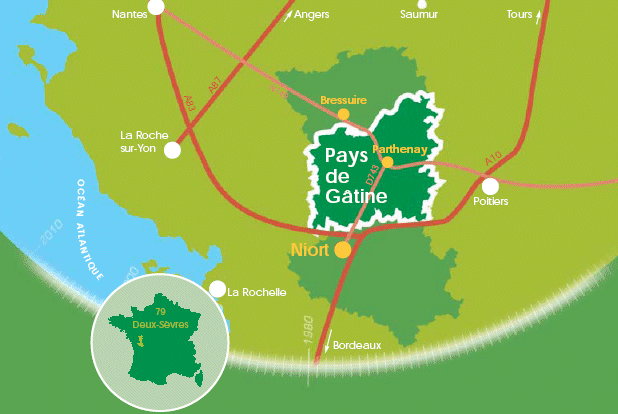 Nantes
Angers
Saumur
Tours
A83
A87
Bressuire
La Roche
sur-Yon
Parthenay
Pays
de
Gâtine
D743
A10
Poitiers
OCÉAN ATLANTIQUE
2010
Niort
La Rochelle
79
Deux-Sèvres
1980
Bordeaux